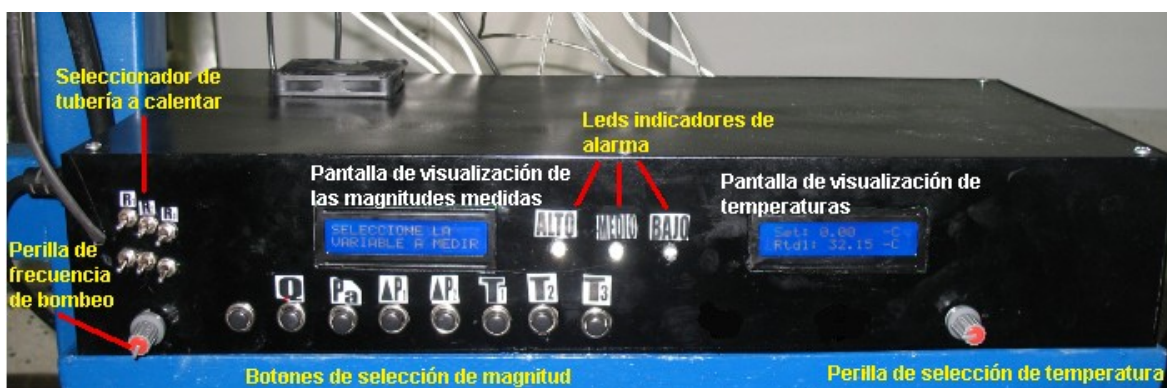 Seleccionador de
tubería a calentar
Leds indicadores de
alarma
Pantalla de visualización de
las magnitudes medidas
Pantalla de visualización de
temperaturas
ALTO MEDIO BAJO
SELECCIONE LA
VARIABLE A MEDIR
Set: 0.00 -C
Rtd1: 32.15 -C
Perilla de
frecuencia
de bombeo
Q Pa ΔP1 ΔP2 T1 T2 T3
Botones de selección de magnitud
Perilla de selección de temperatura